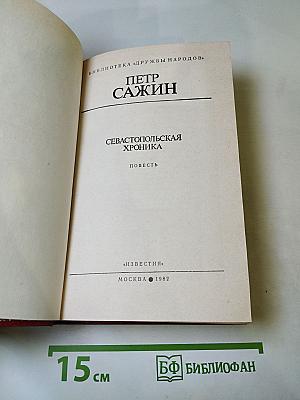 БИБЛИОТЕКА «ДРУЖБЫ НАРОДОВ»
ПЕТР
САЖИН
СЕВАСТОПОЛЬСКАЯ
ХРОНИКА
ПОВЕСТЬ
«ИЗВЕСТИЯ»
МОСКВА ● 1982
15 см
БФ БИБЛИОФАН